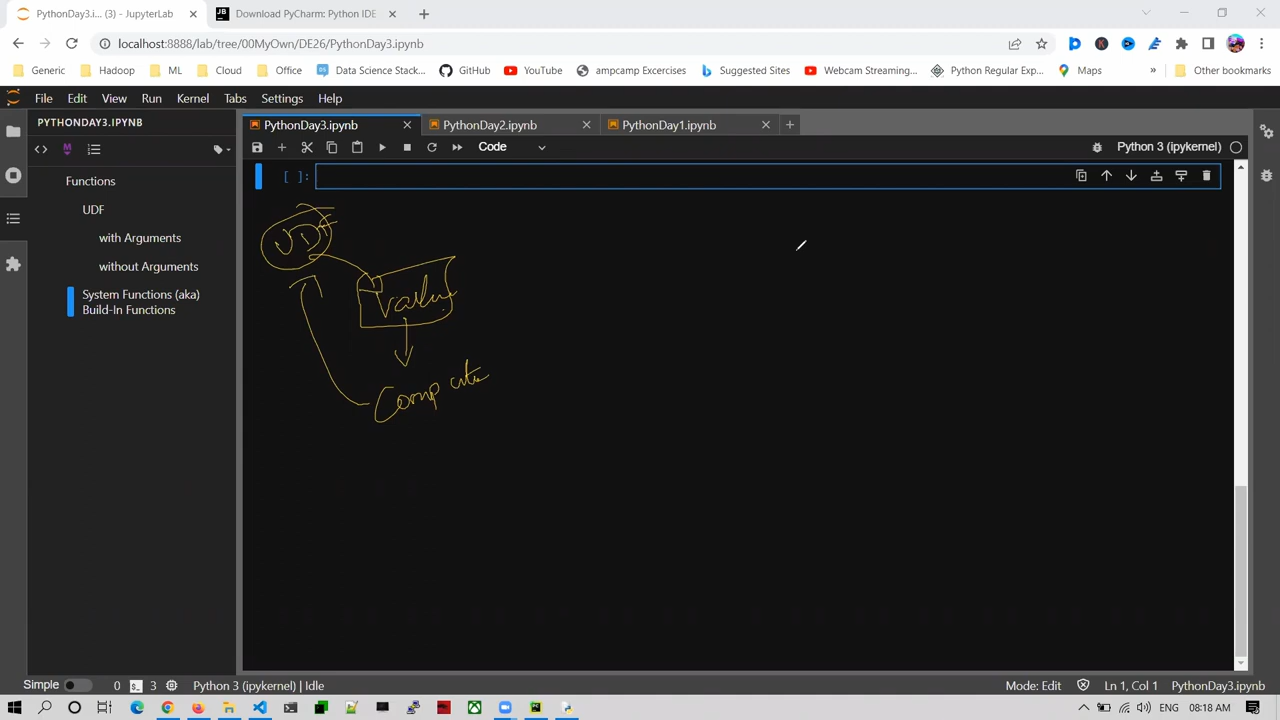 PythonDay3.i... (3) - JupyterLab
Download PyCharm: Python IDE
localhost:8888/lab/tree/00MyOwn/DE26/PythonDay3.ipynb
Generic Hadoop ML Cloud Office Data Science Stack... GitHub YouTube ampcamp Excercises Suggested Sites Webcam Streaming... Python Regular Exp... Maps » Other bookmarks
File Edit View Run Kernel Tabs Settings Help
PYTHONDAY3.IPYNB
PythonDay3.ipynb PythonDay2.ipynb PythonDay1.ipynb
Code
Python 3 (ipykernel)
Functions
UDF
with Arguments
without Arguments
System Functions (aka)
Build-In Functions
[ ]:
UDF
value
Simple 0 3 Python 3 (ipykernel) | Idle Mode: Edit Ln 1, Col 1 PythonDay3.ipynb
ENG 08:18 AM